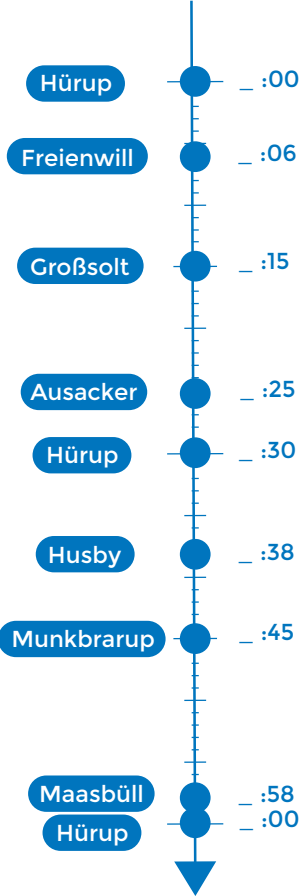 Hürup _ :00
Freienwill _ :06
Großsolt _ :15
Ausacker _ :25
Hürup _ :30
Husby _ :38
Munkbrarup _ :45
Maasbüll _ :58
Hürup _ :00